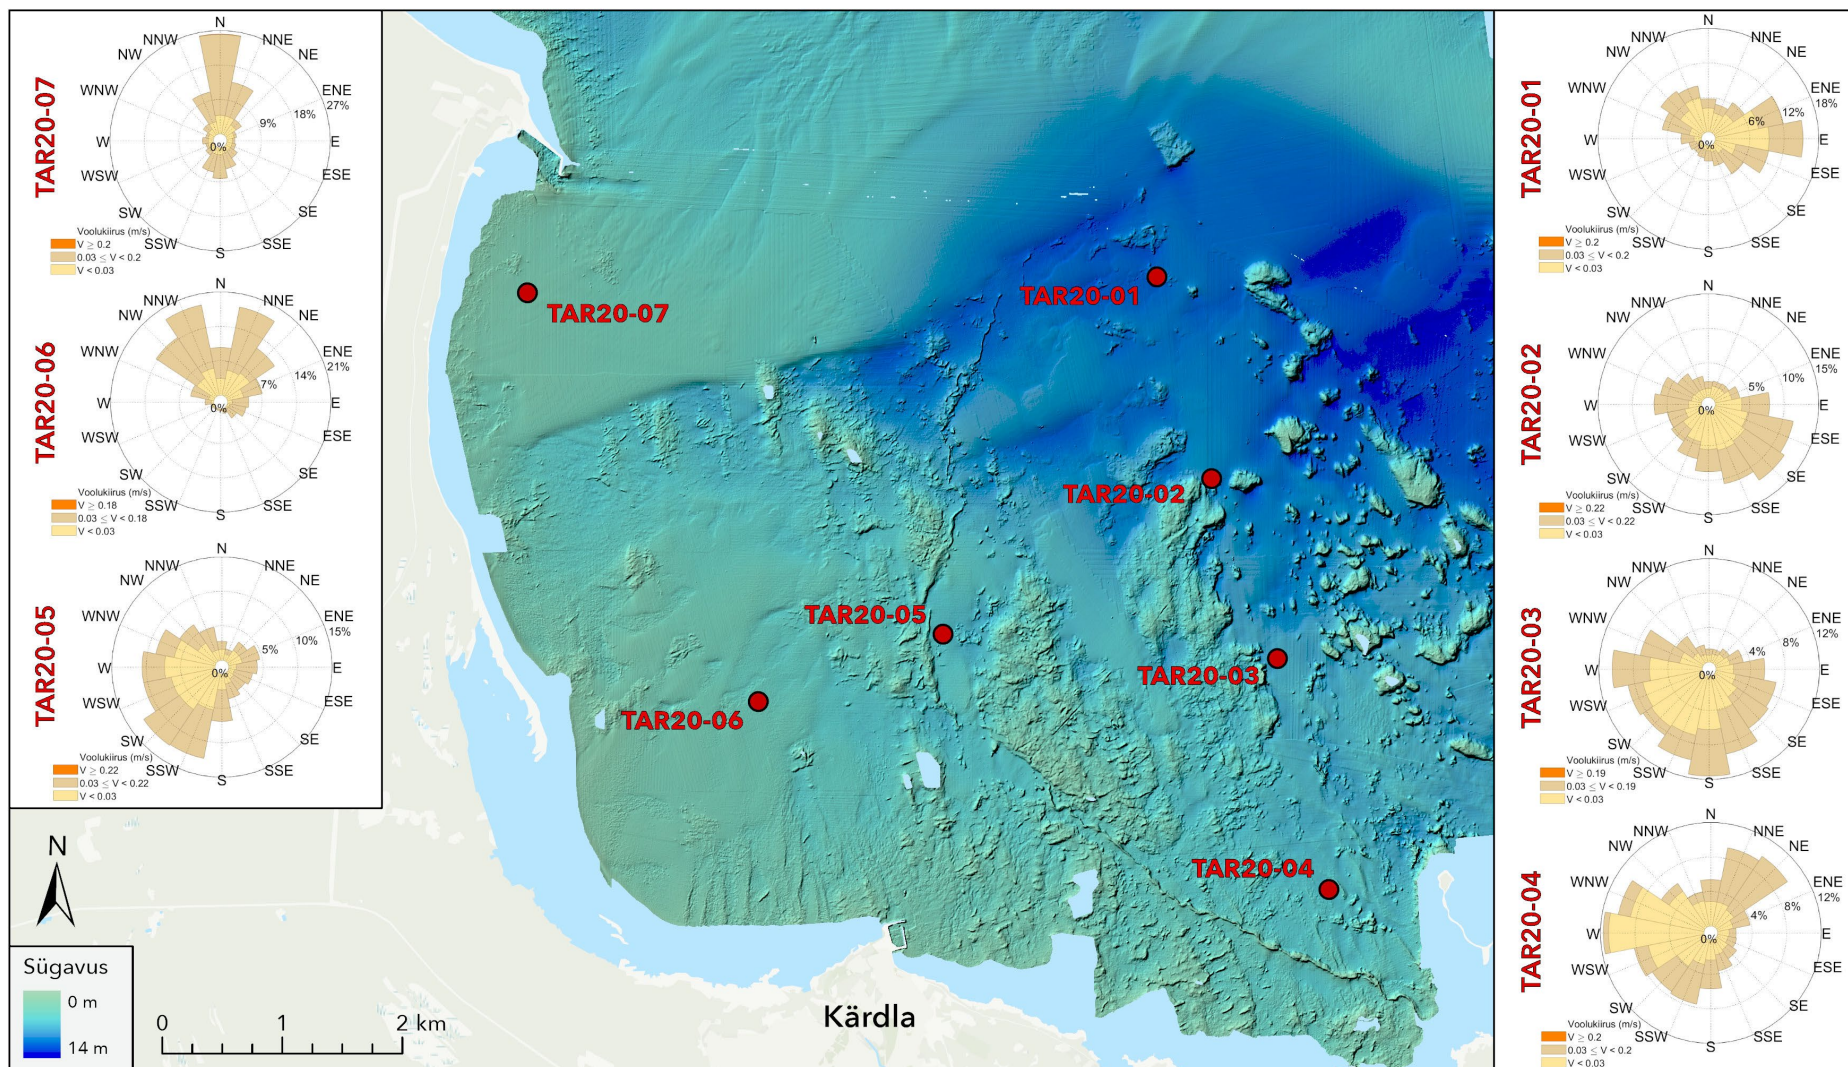 TAR20-07
N
NNE
NE
ENE
27%
18%
9%
0%
E
ESE
SE
SSE
S
SSW
SW
WSW
W
WNW
NW
NNW
Voolukiirus (m/s)
V ≥ 0.2
0.03 ≤ V < 0.2
V < 0.03
TAR20-06
N
NNE
NE
ENE
21%
14%
7%
0%
E
ESE
SE
SSE
S
SSW
SW
WSW
W
WNW
NW
NNW
Voolukiirus (m/s)
V ≥ 0.18
0.03 ≤ V < 0.18
V < 0.03
TAR20-05
N
NNE
NE
ENE
15%
10%
5%
0%
E
ESE
SE
SSE
S
SSW
SW
WSW
W
WNW
NW
NNW
Voolukiirus (m/s)
V ≥ 0.22
0.03 ≤ V < 0.22
V < 0.03
N
Sügavus
0 m
14 m
0 1 2 km
TAR20-07
TAR20-01
TAR20-02
TAR20-05
TAR20-03
TAR20-06
TAR20-04
Kärdla
TAR20-01
N
NNE
NE
ENE
18%
12%
6%
0%
E
ESE
SE
SSE
S
SSW
SW
WSW
W
WNW
NW
NNW
Voolukiirus (m/s)
V ≥ 0.2
0.03 ≤ V < 0.2
V < 0.03
TAR20-02
N
NNE
NE
ENE
15%
10%
5%
0%
E
ESE
SE
SSE
S
SSW
SW
WSW
W
WNW
NW
NNW
Voolukiirus (m/s)
V ≥ 0.22
0.03 ≤ V < 0.22
V < 0.03
TAR20-03
N
NNE
NE
ENE
12%
8%
4%
0%
E
ESE
SE
SSE
S
SSW
SW
WSW
W
WNW
NW
NNW
Voolukiirus (m/s)
V ≥ 0.19
0.03 ≤ V < 0.19
V < 0.03
TAR20-04
N
NNE
NE
ENE
12%
8%
4%
0%
E
ESE
SE
SSE
S
SSW
SW
WSW
W
WNW
NW
NNW
Voolukiirus (m/s)
V ≥ 0.2
0.03 ≤ V < 0.2
V < 0.03